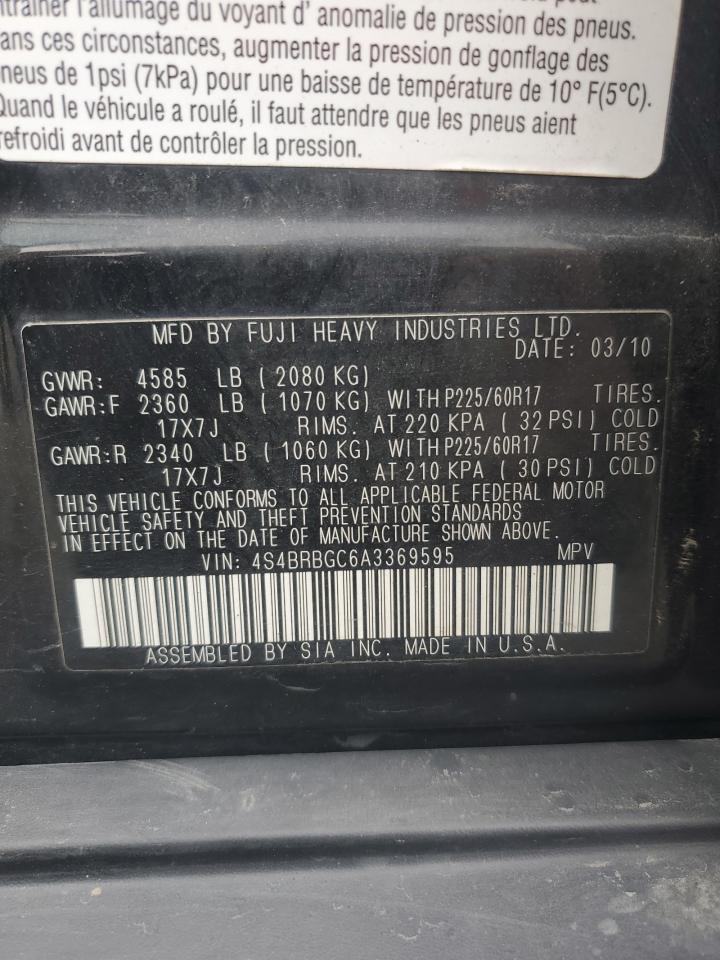 entraîner l'allumage du voyant d' anomalie de pression des pneus.
ans ces circonstances, augmenter la pression de gonflage des
neus de 1psi (7kPa) pour une baisse de température de 10° F(5°C).
Quand le véhicule a roulé, il faut attendre que les pneus aient
refroidi avant de contrôler la pression.
MFD BY FUJI HEAVY INDUSTRIES LTD.
DATE: 03/10
GVWR: 4585 LB ( 2080 KG)
GAWR:F 2360 LB ( 1070 KG) WITH P225/60R17 TIRES.
17X7J RIMS. AT 220 KPA ( 32 PSI) COLD
GAWR:R 2340 LB ( 1060 KG) WITH P225/60R17 TIRES.
17X7J RIMS. AT 210 KPA ( 30 PSI) COLD
THIS VEHICLE CONFORMS TO ALL APPLICABLE FEDERAL MOTOR
VEHICLE SAFETY AND THEFT PREVENTION STANDARDS
IN EFFECT ON THE DATE OF MANUFACTURE SHOWN ABOVE.
VIN: 4S4BRBGC6A3369595 MPV
ASSEMBLED BY SIA INC. MADE IN U.S.A.